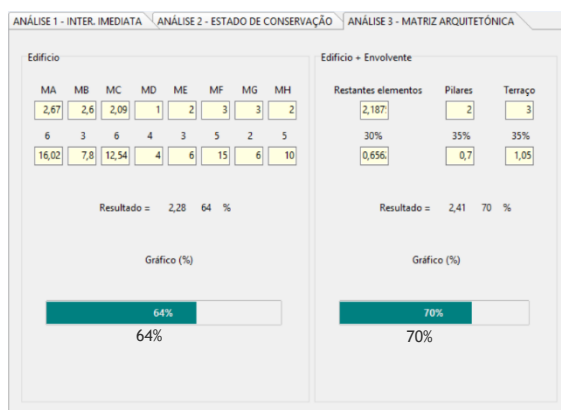 ANÁLISE 1 - INTER. IMEDIATA ANÁLISE 2 - ESTADO DE CONSERVAÇÃO ANÁLISE 3 - MATRIZ ARQUITETÓNICA
Edificio
MA MB MC MD ME MF MG MH
2,67 2,6 2,09 1 2 3 3 2
6 3 6 4 3 5 2 5
16,02 7,8 12,54 4 6 15 6 10
Resultado = 2,28 64 %
Gráfico (%)
64%
64%
Edificio + Envolvente
Restantes elementos Pilares Terraço
2,187 2 3
30% 35% 35%
0,656 0,7 1,05
Resultado = 2,41 70 %
Gráfico (%)
70%
70%